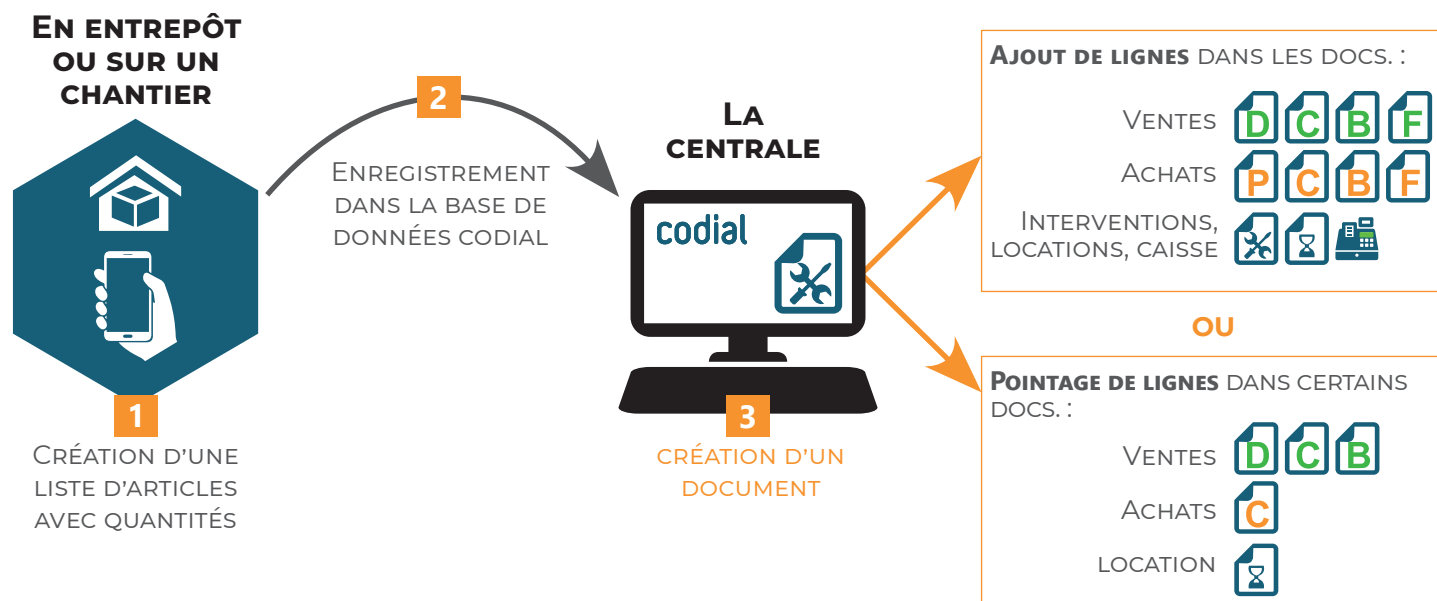 EN ENTREPÔT
OU SUR UN
CHANTIER
1
CRÉATION D'UNE
LISTE D'ARTICLES
AVEC QUANTITÉS
2
ENREGISTREMENT
DANS LA BASE DE
DONNÉES CODIAL
LA
CENTRALE
codial
3
CRÉATION D'UN
DOCUMENT
AJOUT DE LIGNES DANS LES DOCS. :
VENTES D C B F
ACHATS P C B F
INTERVENTIONS,
LOCATIONS, CAISSE
OU
POINTAGE DE LIGNES DANS CERTAINS
DOCS. :
VENTES D C B
ACHATS C
LOCATION